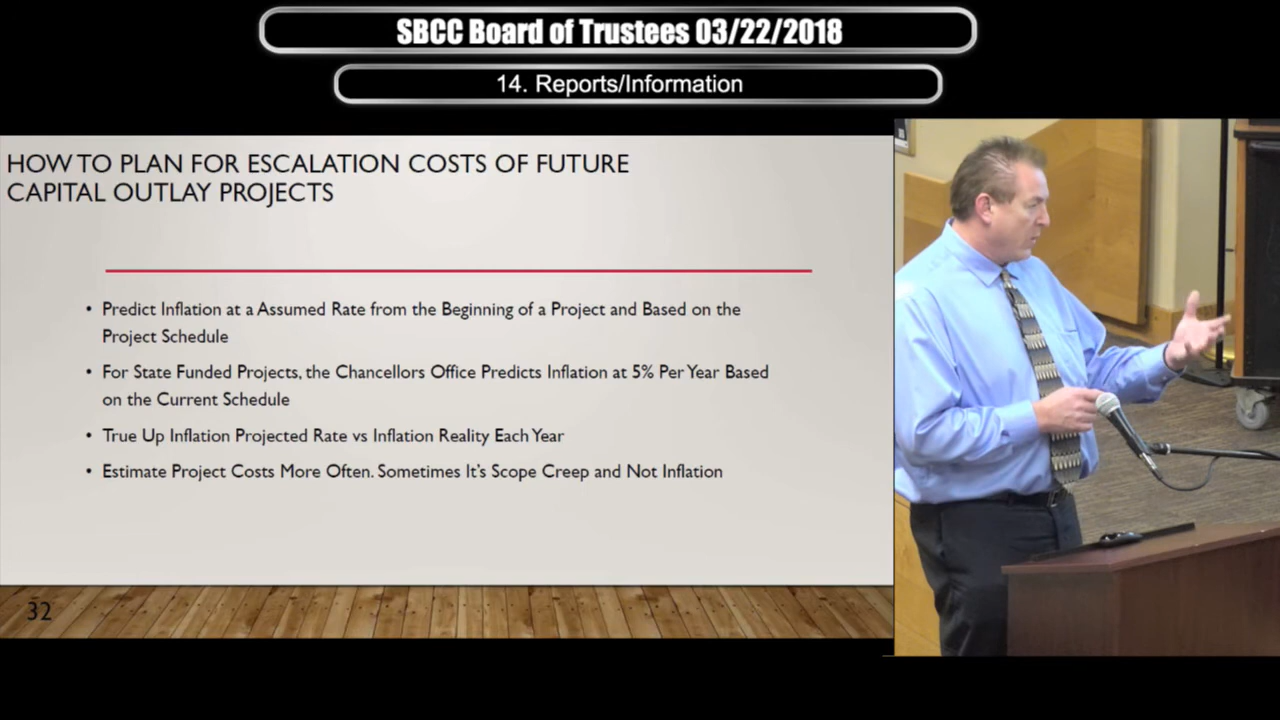 SBCC Board of Trustees 03/22/2018
14. Reports/Information
HOW TO PLAN FOR ESCALATION COSTS OF FUTURE
CAPITAL OUTLAY PROJECTS
• Predict Inflation at a Assumed Rate from the Beginning of a Project and Based on the
Project Schedule
• For State Funded Projects, the Chancellors Office Predicts Inflation at 5% Per Year Based
on the Current Schedule
• True Up Inflation Projected Rate vs Inflation Reality Each Year
• Estimate Project Costs More Often. Sometimes It's Scope Creep and Not Inflation
32